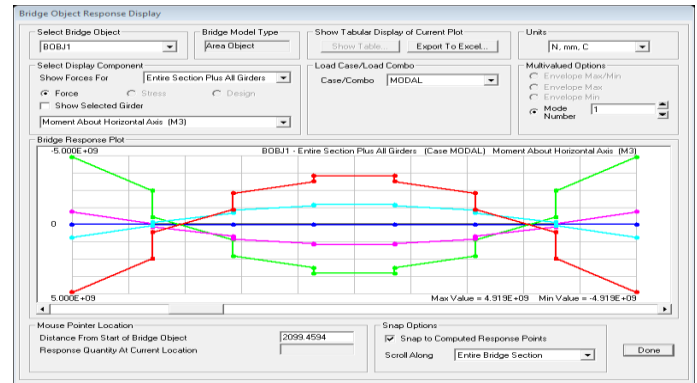 Bridge Object Response Display
Select Bridge Object
BOBJ1
Bridge Model Type
Area Object
Show Tabular Display of Current Plot
Show Table...
Export To Excel...
Units
N, mm, C
Select Display Component
Show Forces For
Entire Section Plus All Girders
Force
Stress
Design
Show Selected Girder
Moment About Horizontal Axis (M3)
Load Case/Load Combo
Case/Combo
MODAL
Multivalued Options
Envelope Max/Min
Envelope Max
Envelope Min
Mode
Number
1
Bridge Response Plot
-5.000E+09
BOBJ1 - Entire Section Plus All Girders (Case MODAL) Moment About Horizontal Axis (M3)
0
5.000E+09
Max Value = 4.919E+09 Min Value = -4.919E+09
Mouse Pointer Location
Distance From Start of Bridge Object
2099.4594
Response Quantity At Current Location
Snap Options
Snap to Computed Response Points
Scroll Along
Entire Bridge Section
Done